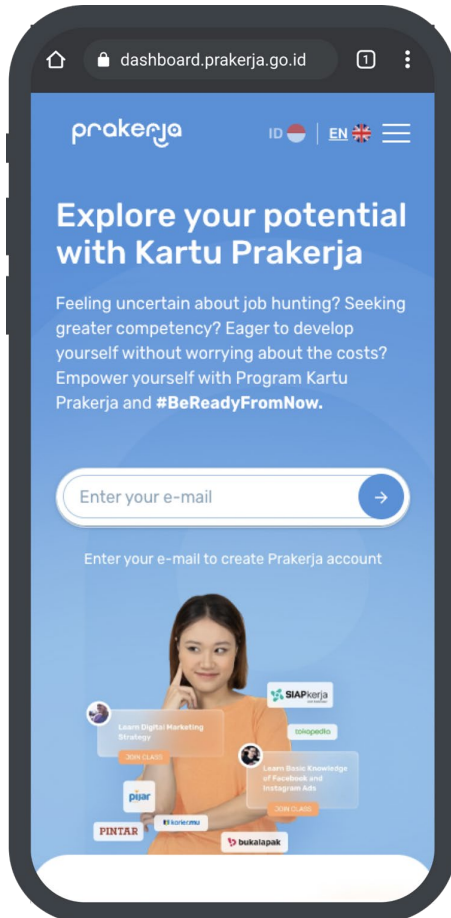 dashboard.prakerja.go.id 1
prakerja ID EN
Explore your potential
with Kartu Prakerja
Feeling uncertain about job hunting? Seeking
greater competency? Eager to develop
yourself without worrying about the costs?
Empower yourself with Program Kartu
Prakerja and #BeReadyFromNow.
Enter your e-mail
Enter your e-mail to create Prakerja account
SIAPkerja
Learn Digital Marketing
Strategy
JOIN CLASS
tokopedia
Learn Basic Knowledge
of Facebook and
Instagram Ads
JOIN CLASS
pijar
karier.mu
PINTAR
bukalapak